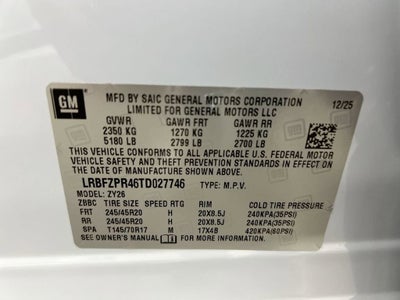 GM
MFD BY SAIC GENERAL MOTORS CORPORATION
LIMITED FOR GENERAL MOTORS LLC
12/25
GVWR GAWR FRT GAWR RR
2350 KG 1270 KG 1225 KG
5180 LB 2799 LB 2700 LB
THIS VEHICLE CONFORMS TO ALL APPLICABLE U.S. FEDERAL MOTOR
VEHICLE SAFETY AND THEFT PREVENTION STANDARDS IN EFFECT ON
THE DATE OF MANUFACTURE SHOWN ABOVE.
LRBFZPR46TD027746 TYPE: M.P.V.
MODEL: ZY26
ZBBC TIRE SIZE SPEED RTG RIM COLD TIRE PRESSURE
FRT 245/45R20 H 20X8.5J 240KPA(35PSI)
RR 245/45R20 H 20X8.5J 240KPA(35PSI)
SPA T145/70R17 M 17X4B 420KPA(60PSI)
SEE OWNER'S MANUAL FOR MORE INFORMATION.